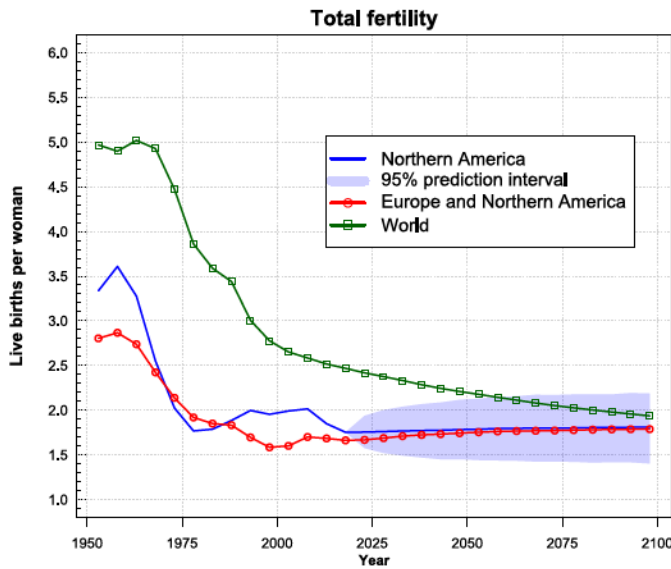 Total fertility
Live births per woman
6.0
5.5
5.0
4.5
4.0
3.5
3.0
2.5
2.0
1.5
1.0
Northern America
95% prediction interval
Europe and Northern America
World
1950 1975 2000 2025 2050 2075 2100
Year